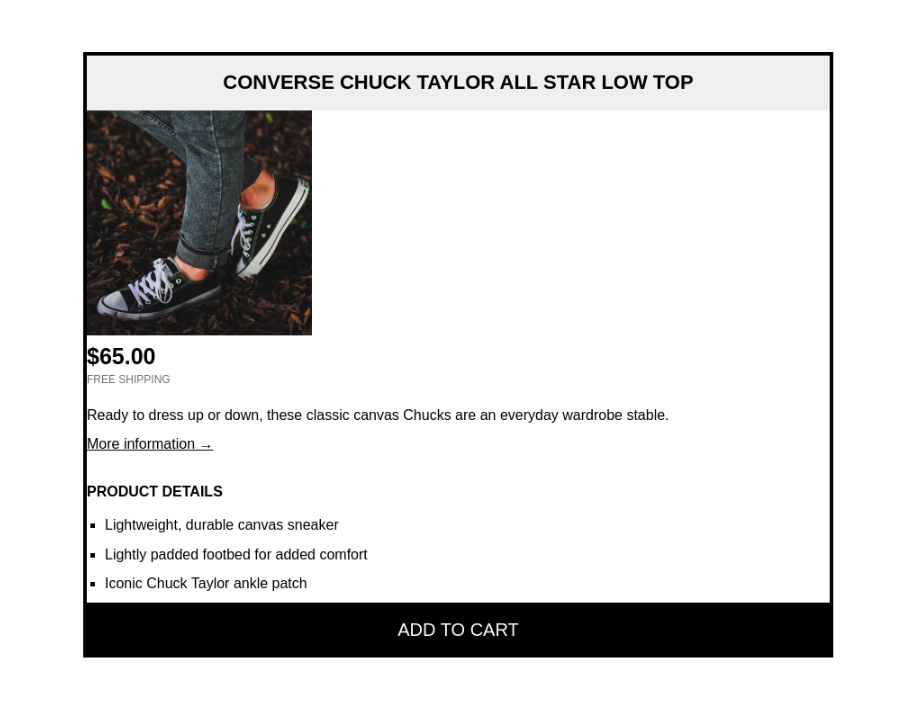 CONVERSE CHUCK TAYLOR ALL STAR LOW TOP
$65.00
FREE SHIPPING
Ready to dress up or down, these classic canvas Chucks are an everyday wardrobe stable.
More information →
PRODUCT DETAILS
Lightweight, durable canvas sneaker
Lightly padded footbed for added comfort
Iconic Chuck Taylor ankle patch
ADD TO CART